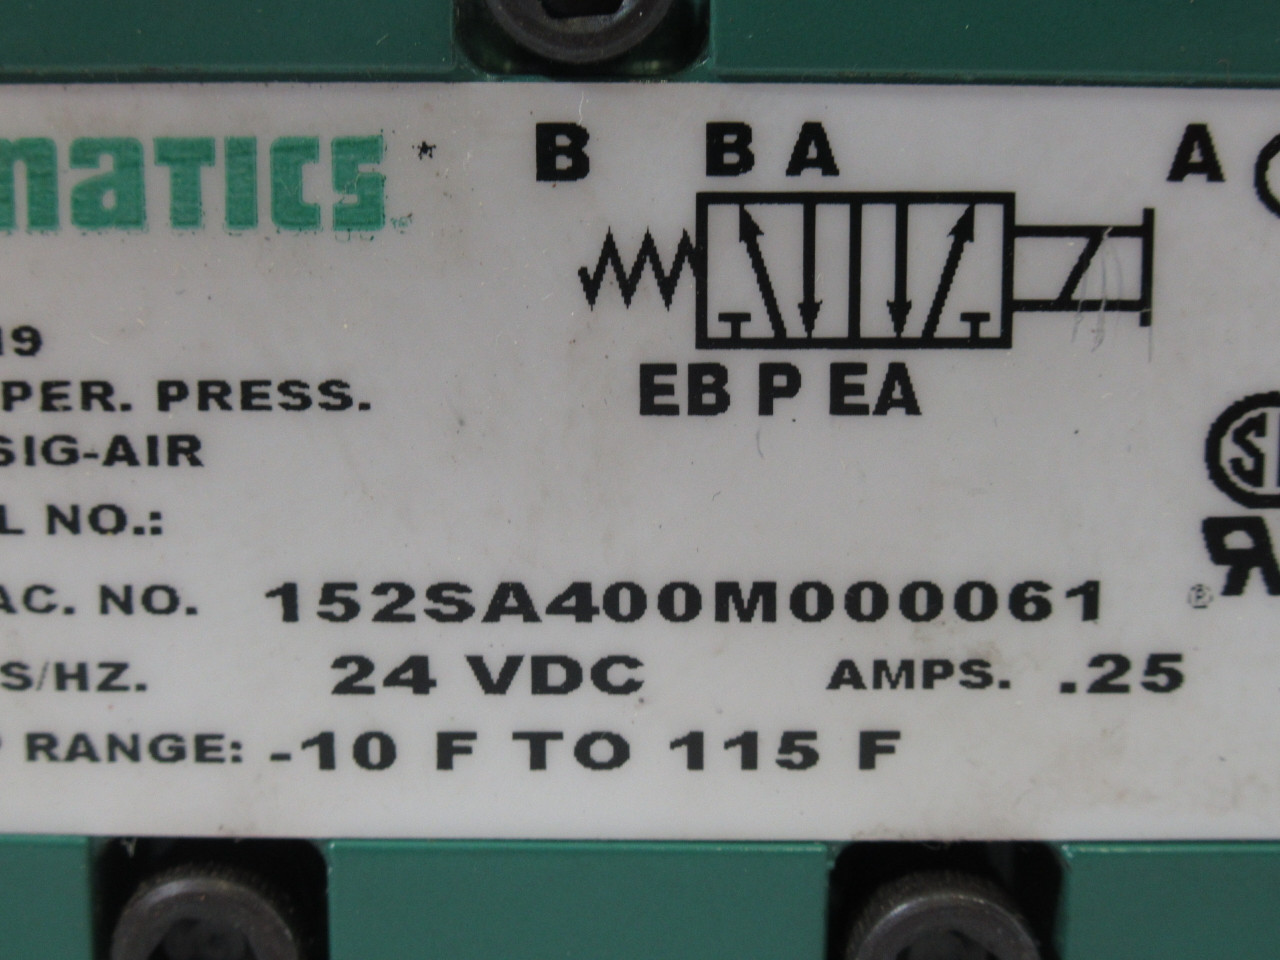 MATICS
B B A A
19
PER. PRESS.
SIG-AIR
EB P EA
L NO.:
AC. NO. 152SA400M000061
S/HZ. 24 VDC AMPS. .25
P RANGE: -10 F TO 115 F